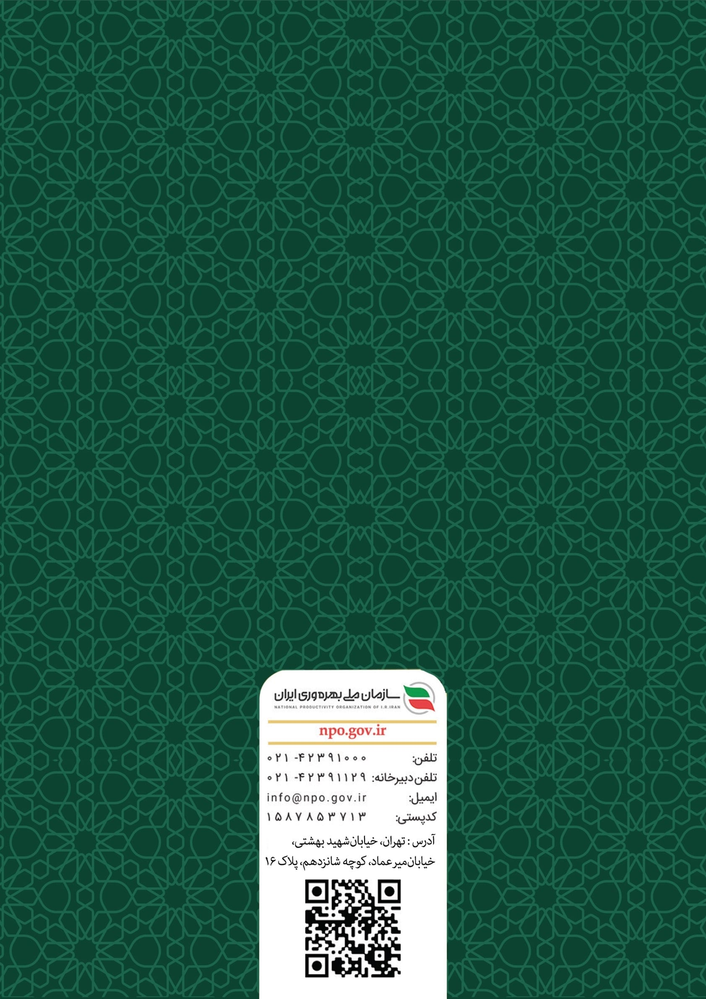 سازمان ملی بهره‌وری ایران
NATIONAL PRODUCTIVITY ORGANIZATION OF I.R.IRAN
npo.gov.ir
تلفن: ۰۲۱ -۴۲۳۹۱۰۰۰
تلفن دبیرخانه: ۰۲۱ -۴۲۳۹۱۱۲۹
ایمیل: info@npo.gov.ir
کدپستی: ۱۵۸۷۸۵۳۷۱۳
آدرس : تهران، خیابان شهید بهشتی،
خیابان میرعماد، کوچه شانزدهم، پلاک ۱۶